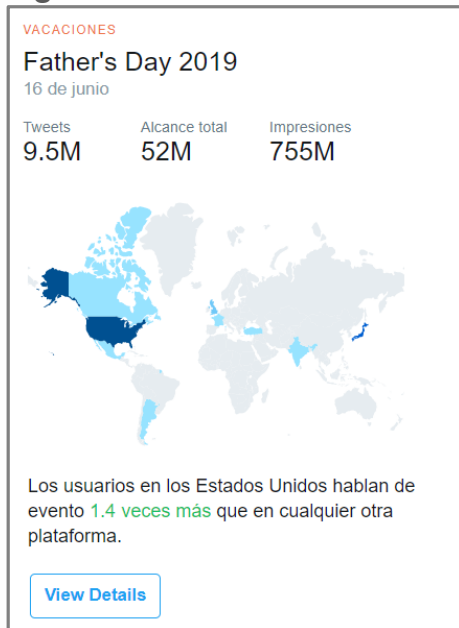 VACACIONES
Father's Day 2019
16 de junio
Tweets Alcance total Impresiones
9.5M 52M 755M
Los usuarios en los Estados Unidos hablan de
evento 1.4 veces más que en cualquier otra
plataforma.
View Details